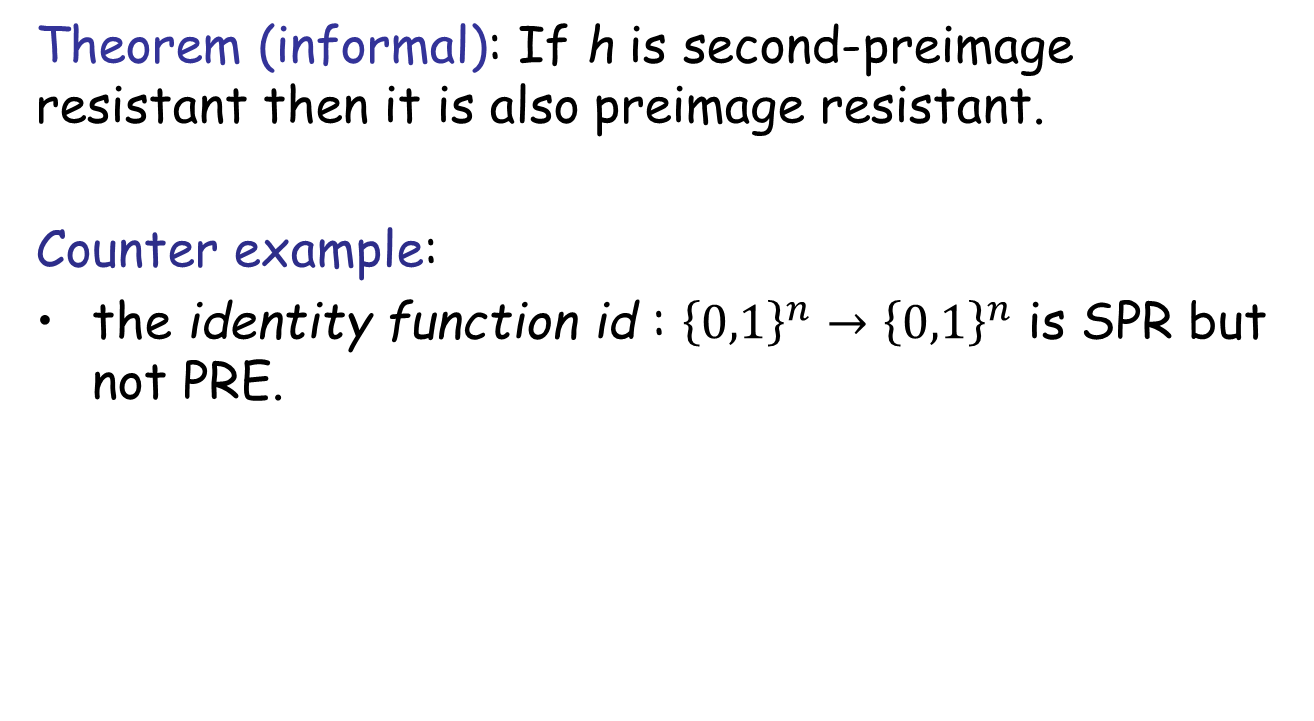 Theorem (informal): If h is second-preimage
resistant then it is also preimage resistant.
Counter example:
• the identity function id : {0,1}ⁿ → {0,1}ⁿ is SPR but
not PRE.